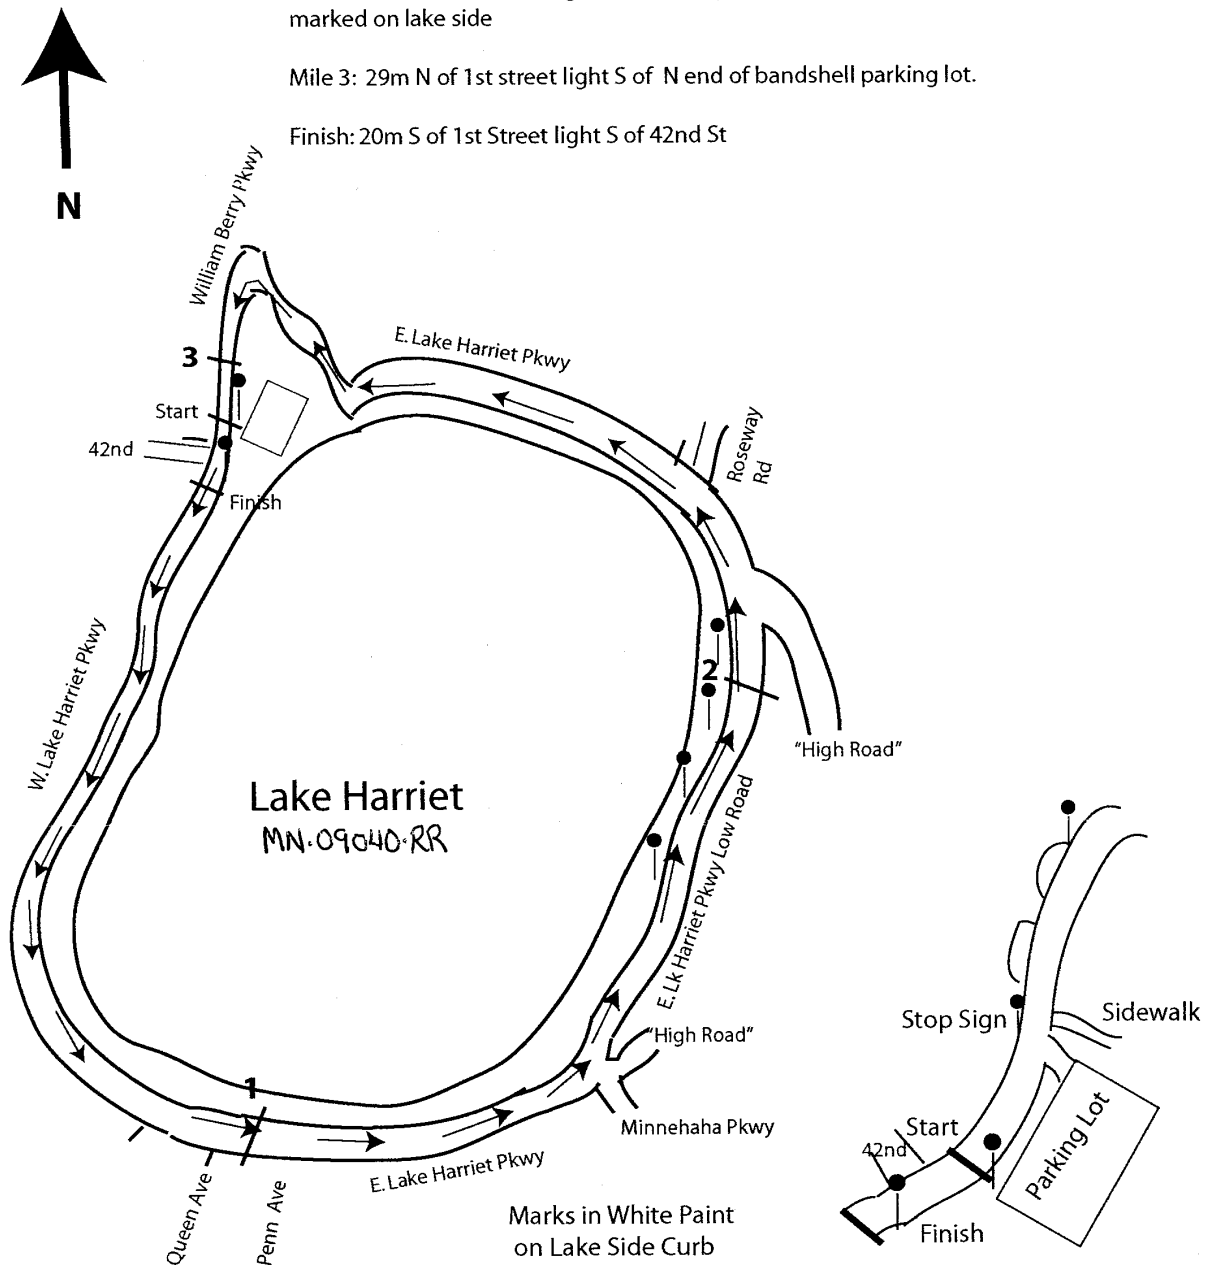 marked on lake side
Mile 3: 29m N of 1st street light S of N end of bandshell parking lot.
Finish: 20m S of 1st Street light S of 42nd St
N
William Berry Pkwy
E. Lake Harriet Pkwy
3
Start
42nd
Finish
Roseway
Rd
2
"High Road"
W. Lake Harriet Pkwy
Lake Harriet
MN·09040·RR
E. Lk Harriet Pkwy Low Road
"High Road"
Minnehaha Pkwy
1
E. Lake Harriet Pkwy
Queen Ave
Penn Ave
Marks in White Paint
on Lake Side Curb
Stop Sign
Sidewalk
Start
42nd
Parking Lot
Finish